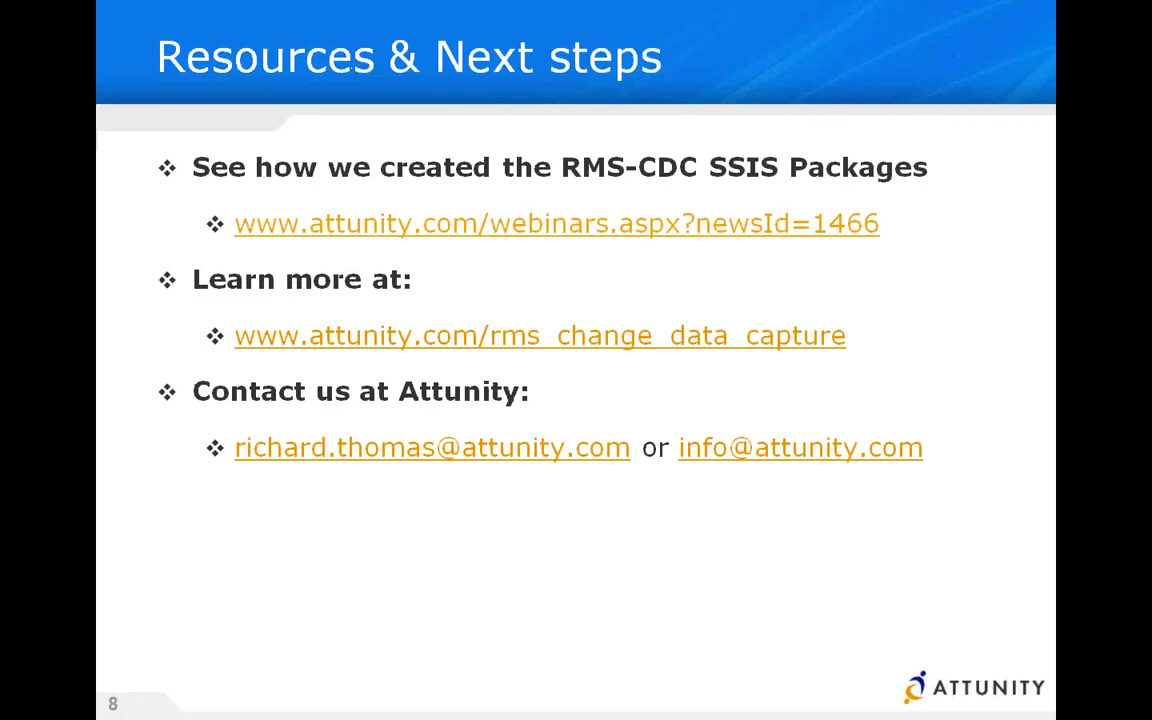 Resources & Next steps
❖ See how we created the RMS-CDC SSIS Packages
❖ www.attunity.com/webinars.aspx?newsId=1466
❖ Learn more at:
❖ www.attunity.com/rms_change_data_capture
❖ Contact us at Attunity:
❖ richard.thomas@attunity.com or info@attunity.com
8
ATTUNITY